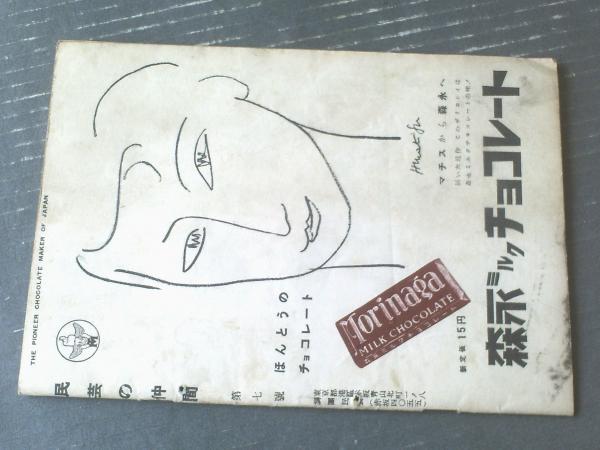 森永ミルクチョコレート
マチスから森永へ
H Matisse
Morinaga
MILK CHOCOLATE
新定価 15円
ほんとうの
チョコレート
THE PIONEER CHOCOLATE MAKER OF JAPAN
民芸の仲間
第七號